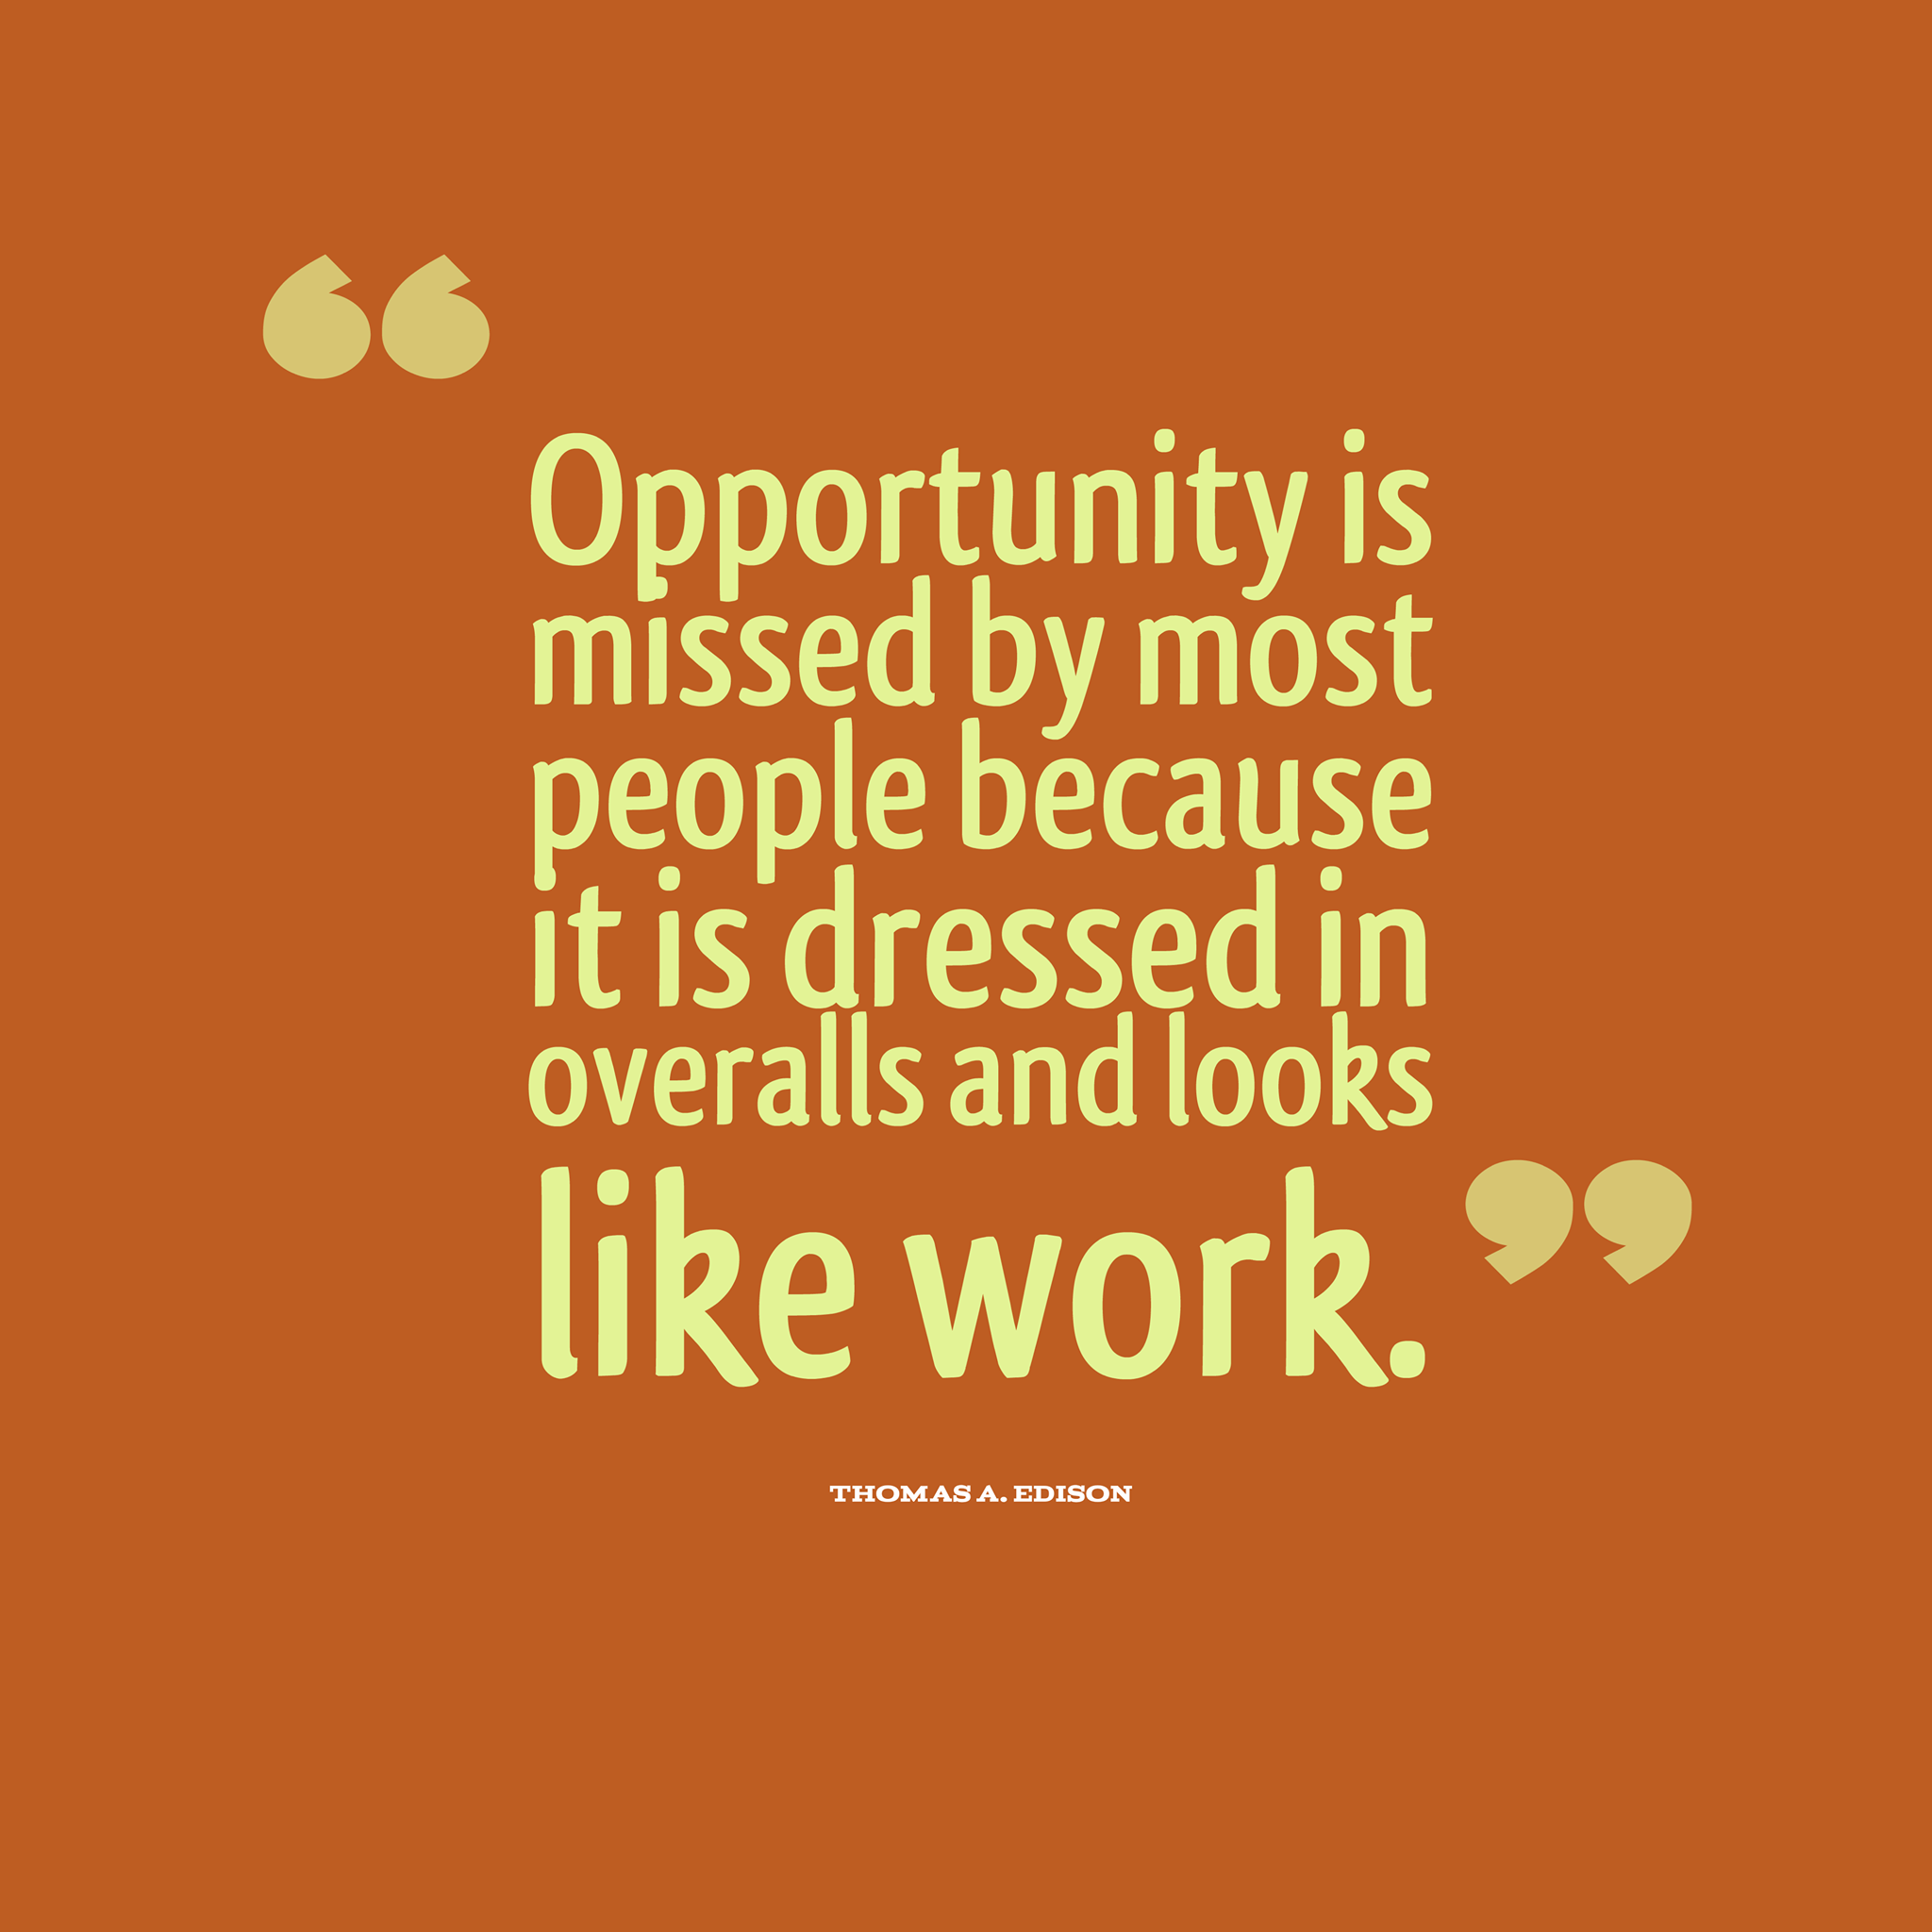 “
Opportunity is
missed by most
people because
it is dressed in
overalls and looks
like work.
”
THOMAS A. EDISON